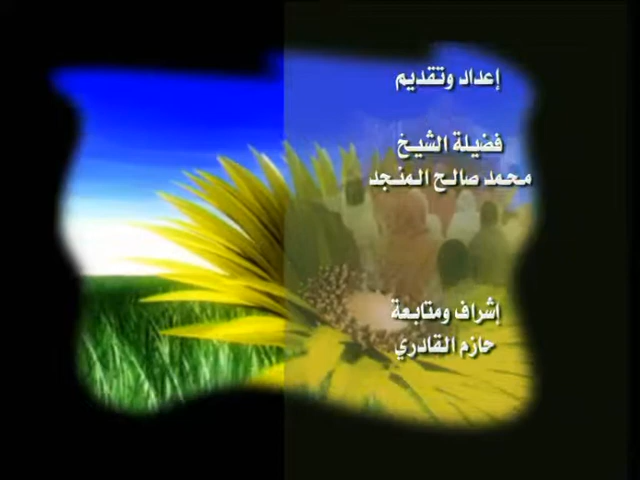 إعداد وتقديم
فضيلة الشيخ
محمد صالح المنجد
إشراف ومتابعة
حازم القادري